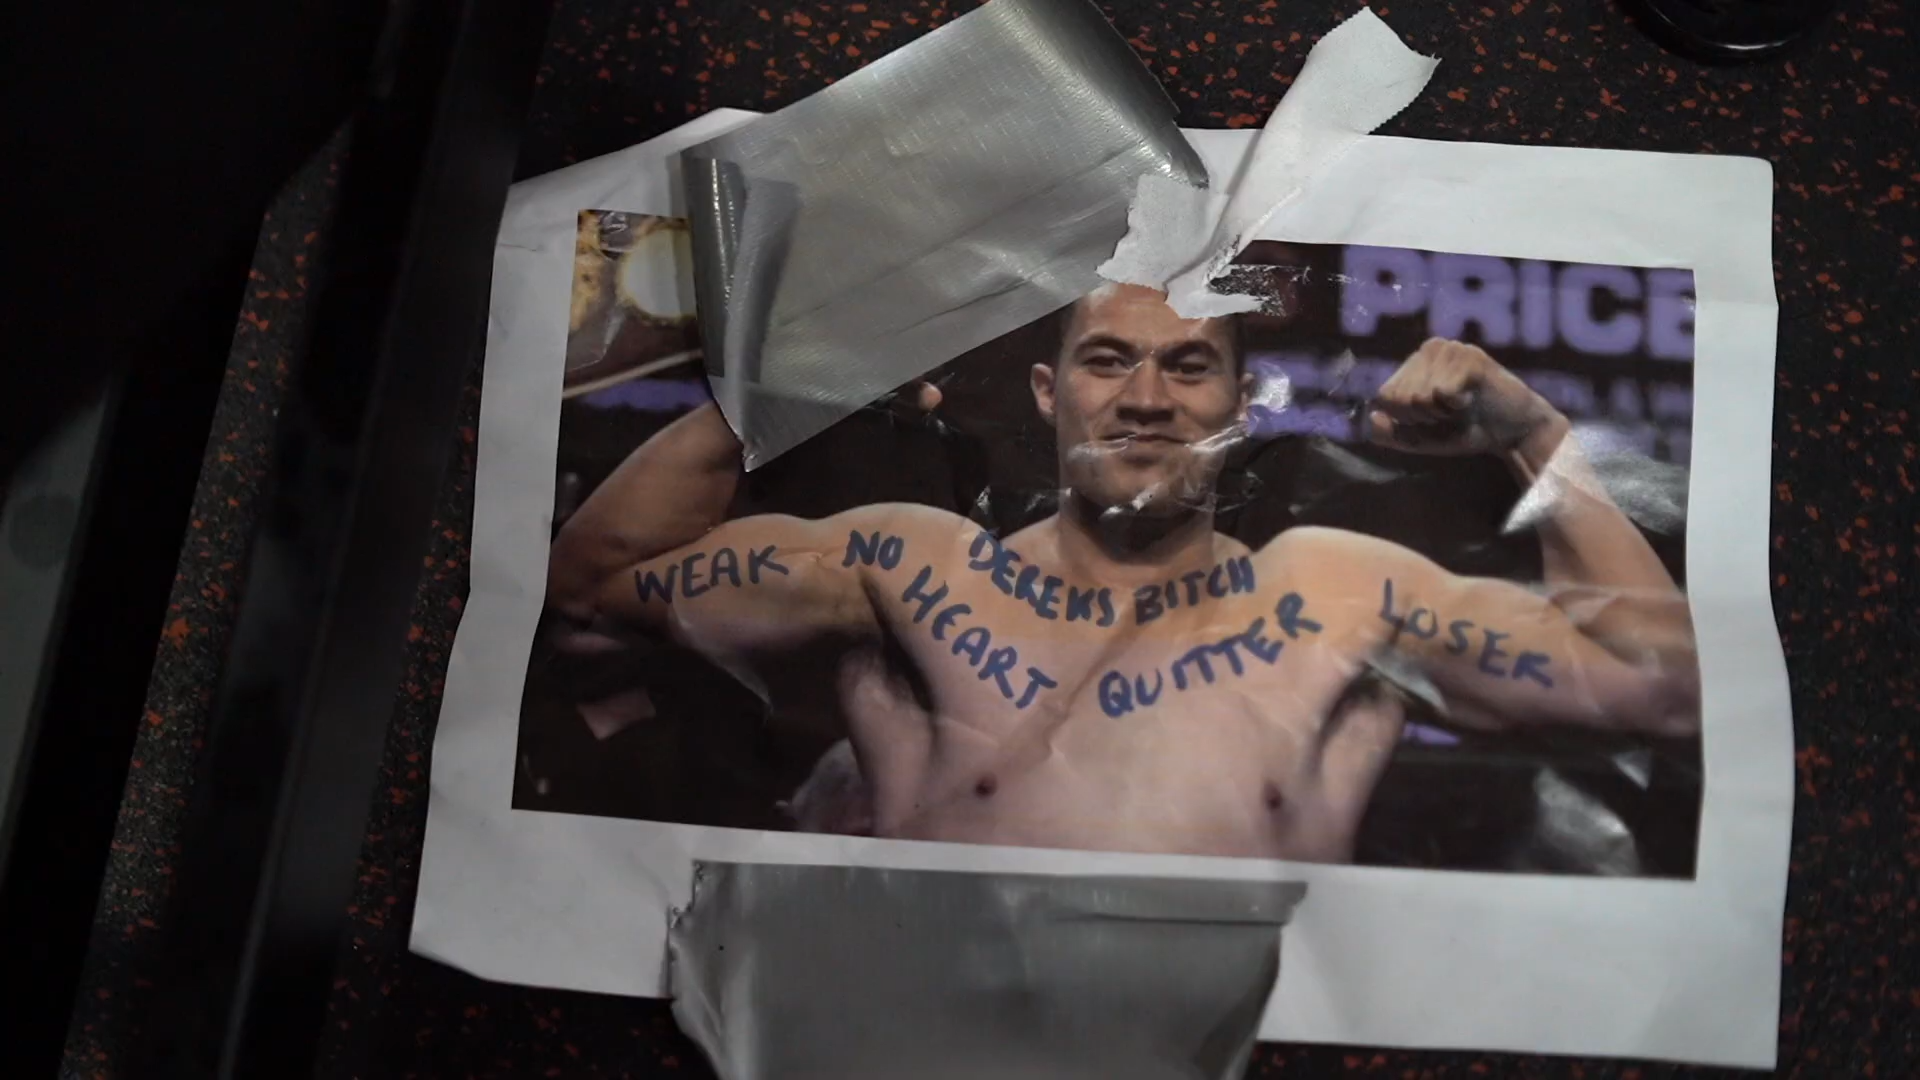 PRICE
WEAK
NO
HEART
DEREKS BITCH
QUITTER
LOSER